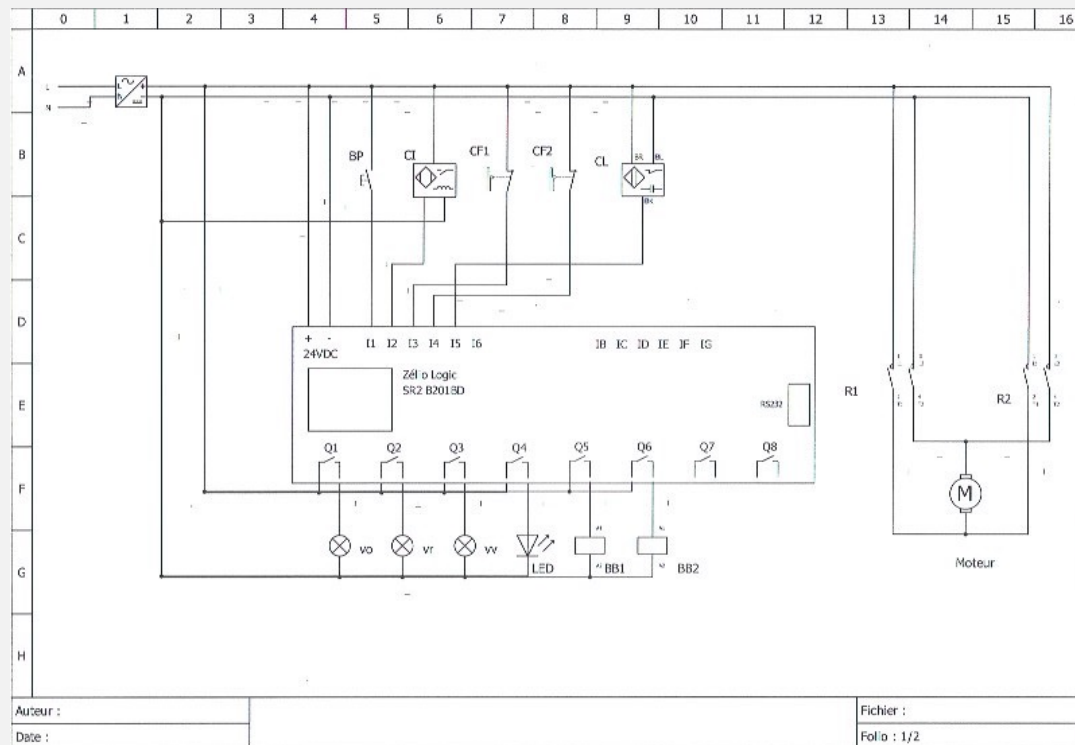 0 1 2 3 4 5 6 7 8 9 10 11 12 13 14 15 16
A
L
N
B
BP CI CF1 CF2 CL BR BL
BK
C
D
+ - I1 I2 I3 I4 I5 I6 IB IC ID IE IF IG
24VDC
Zélio Logic
SR2 B201BD
E
RS232
R1 R2
Q1 Q2 Q3 Q4 Q5 Q6 Q7 Q8
F
M
G
vo vr vv LED BB1 BB2
Moteur
H
Auteur :
Date :
Fichier :
Folio : 1/2